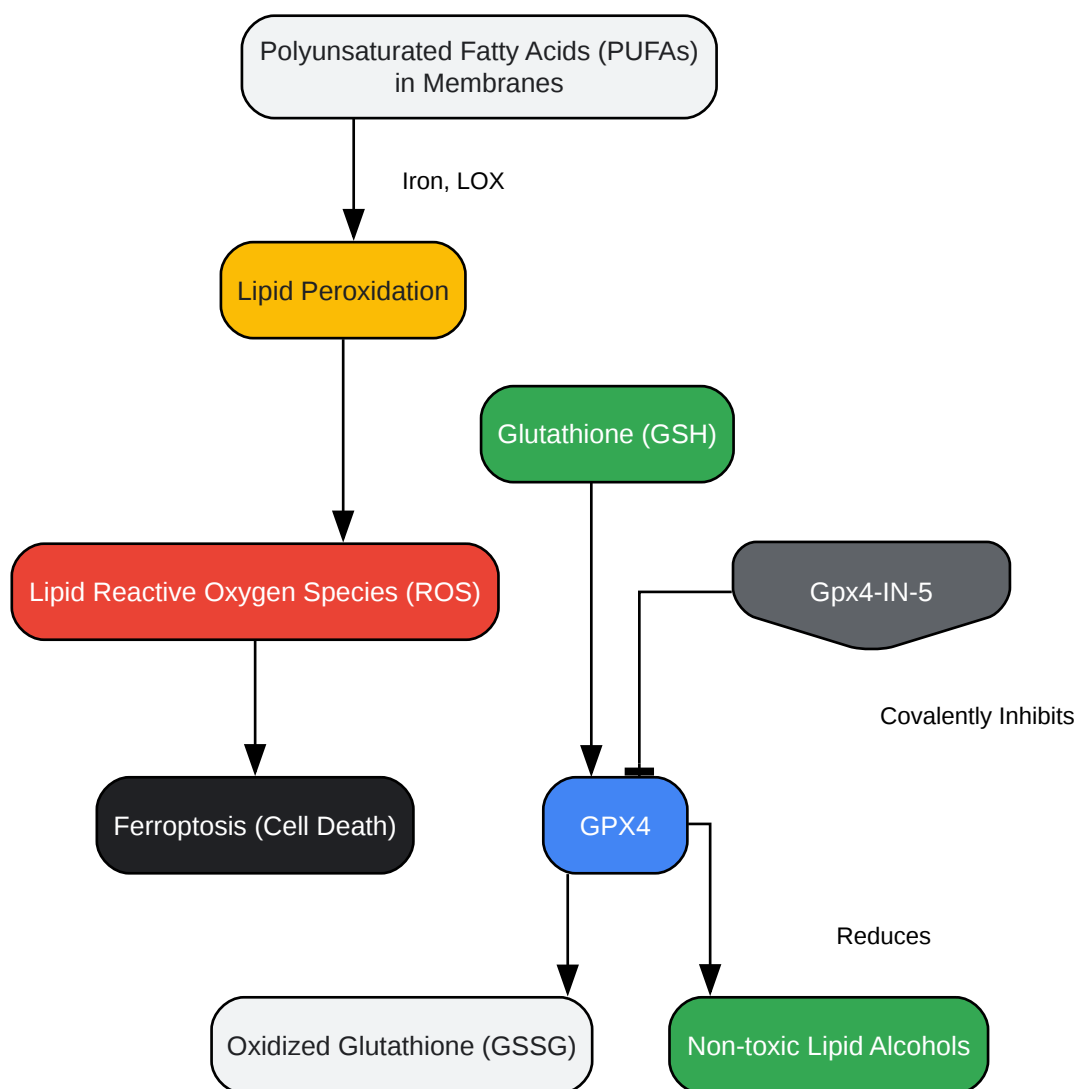 Polyunsaturated Fatty Acids (PUFAs)
in Membranes
Iron, LOX
Lipid Peroxidation
Glutathione (GSH)
Lipid Reactive Oxygen Species (ROS)
Gpx4-IN-5
Covalently Inhibits
Ferroptosis (Cell Death)
GPX4
Reduces
Oxidized Glutathione (GSSG)
Non-toxic Lipid Alcohols